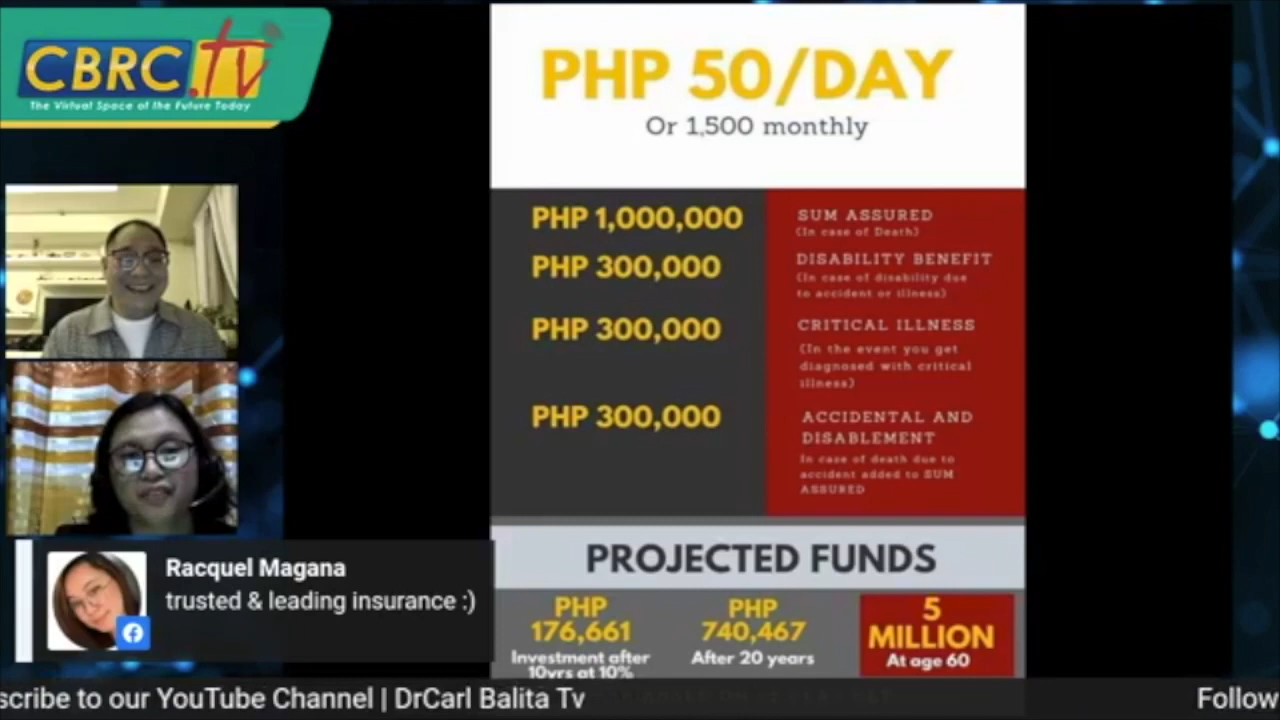 CBRC.tv
The Virtual Space of the Future Today
PHP 50/DAY
Or 1,500 monthly
PHP 1,000,000
SUM ASSURED
(In case of Death)
PHP 300,000
DISABILITY BENEFIT
(In case of disability due
to accident or illness)
PHP 300,000
CRITICAL ILLNESS
(In the event you get
diagnosed with critical
illness)
PHP 300,000
ACCIDENTAL AND
DISABLEMENT
In case of death due to
accident added to SUM
ASSURED
PROJECTED FUNDS
PHP
176,661
Investment after
10yrs at 10%
PHP
740,467
After 20 years
5
MILLION
At age 60
Racquel Magana
trusted & leading insurance :)
scribe to our YouTube Channel | DrCarl Balita Tv
Follow